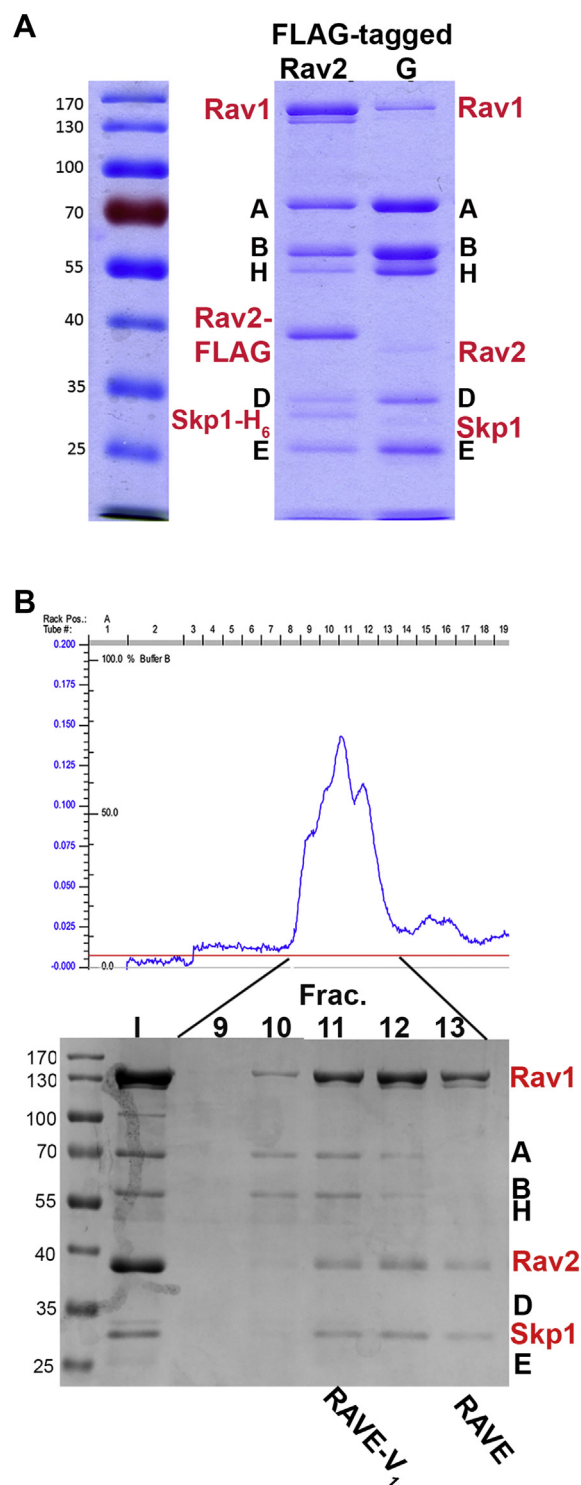 A
FLAG-tagged
Rav2 G
170
130
100
70
55
40
35
25
Rav1
A
B
H
Rav2-
FLAG
D
Skp1-H6
E
Rav1
A
B
H
Rav2
D
Skp1
E
B
Rack Pos.: A
Tube #: 1 2 3 4 5 6 7 8 9 10 11 12 13 14 15 16 17 18 19
0.200
0.175
0.150
0.125
0.100
0.075
0.050
0.025
-0.000
100.0 % Buffer B
50.0
0.0
Frac.
I 9 10 11 12 13
170
130
100
70
55
40
35
25
Rav1
A
B
H
Rav2
D
Skp1
E
RAVE-V1
RAVE